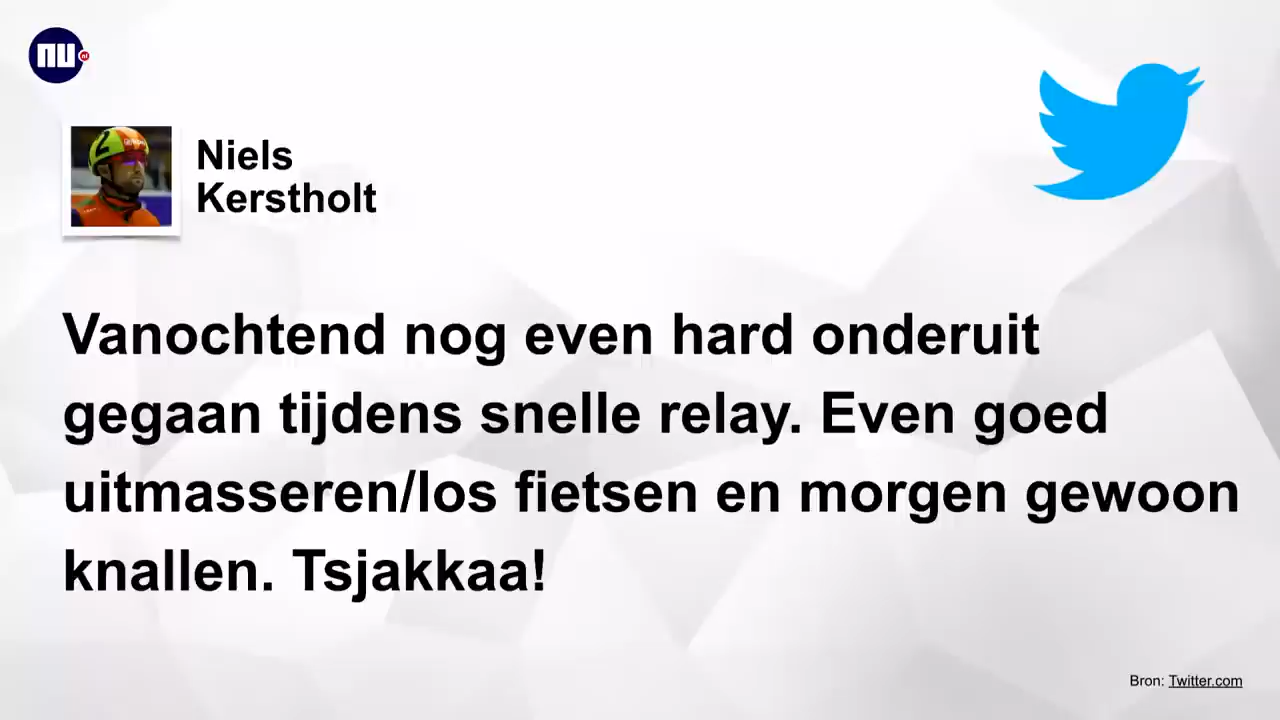 nu.nl
Niels
Kerstholt
Vanochtend nog even hard onderuit
gegaan tijdens snelle relay. Even goed
uitmasseren/los fietsen en morgen gewoon
knallen. Tsjakkaa!
Bron: Twitter.com